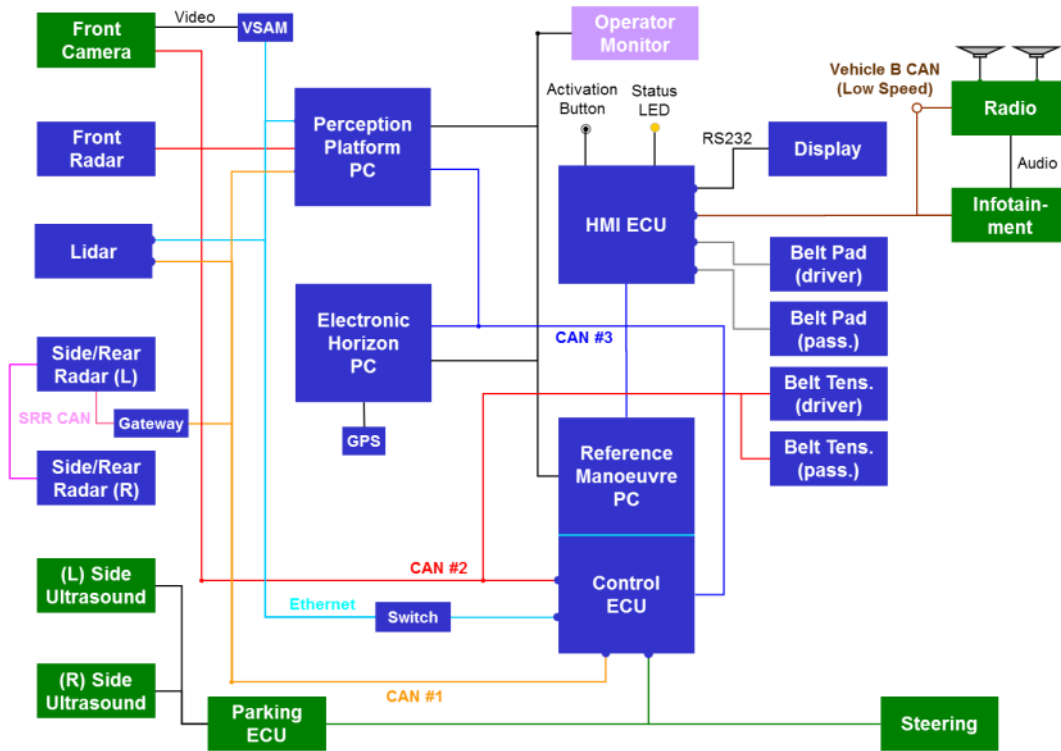 Front
Camera
Video
VSAM
Operator
Monitor
Vehicle B CAN
(Low Speed)
Activation
Button
Status
LED
Radio
Front
Radar
Perception
Platform
PC
RS232
Display
Audio
HMI ECU
Infotain-
ment
Lidar
Belt Pad
(driver)
Electronic
Horizon
PC
Belt Pad
(pass.)
CAN #3
Side/Rear
Radar (L)
Belt Tens.
(driver)
SRR CAN
Gateway
GPS
Side/Rear
Radar (R)
Reference
Manoeuvre
PC
Belt Tens.
(pass.)
(L) Side
Ultrasound
CAN #2
Control
ECU
Ethernet
Switch
(R) Side
Ultrasound
CAN #1
Parking
ECU
Steering